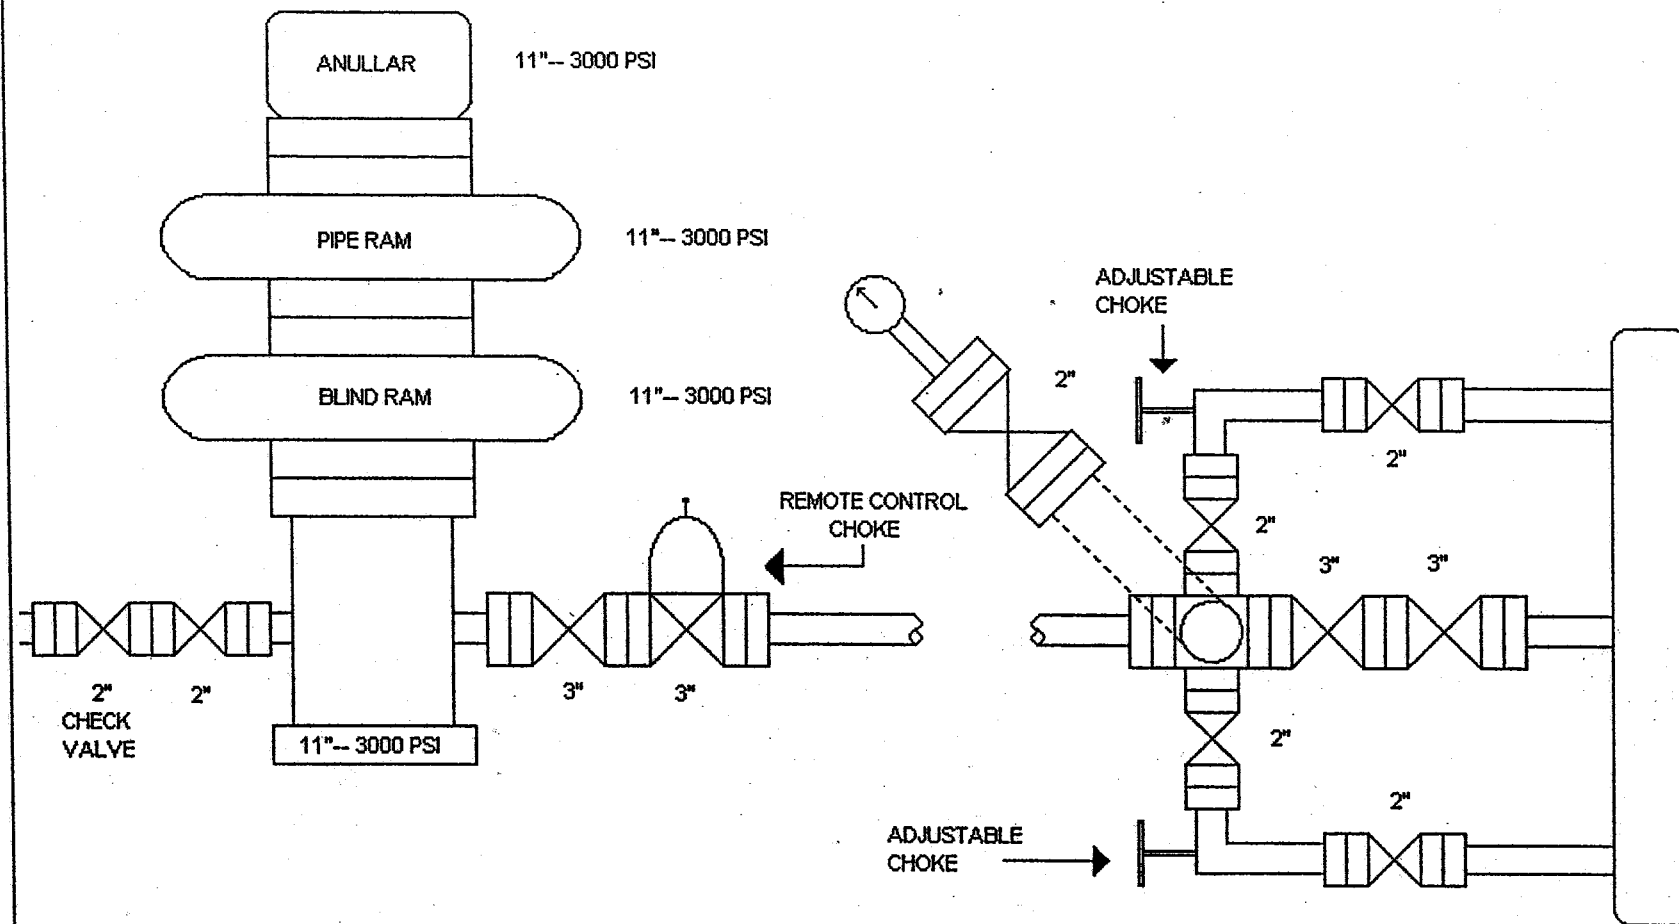 ANULLAR
11"-- 3000 PSI
PIPE RAM
11"-- 3000 PSI
BLIND RAM
11"-- 3000 PSI
REMOTE CONTROL
CHOKE
2"
CHECK
VALVE
2"
3"
3"
11"-- 3000 PSI
ADJUSTABLE
CHOKE
2"
2"
2"
3"
3"
2"
2"
ADJUSTABLE
CHOKE